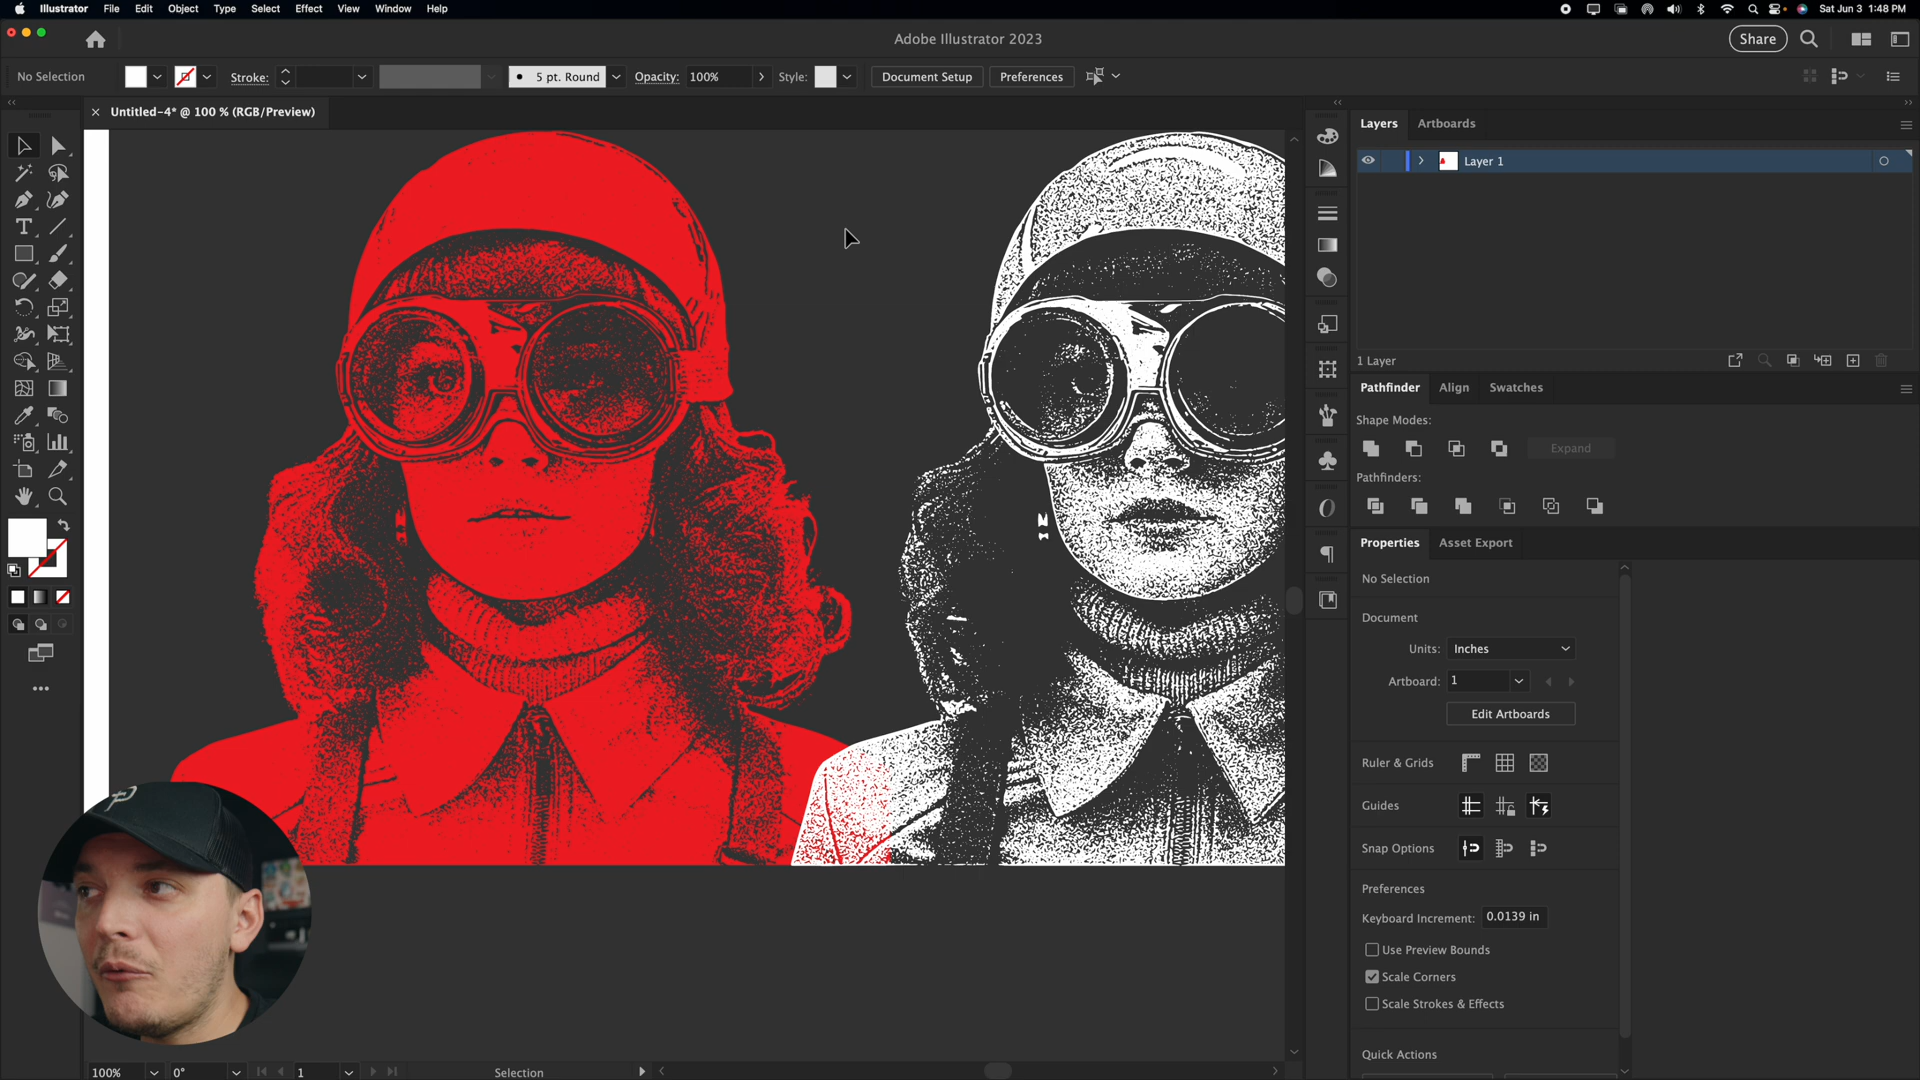 Illustrator File Edit Object Type Select Effect View Window Help
Sat Jun 3 1:48 PM
Adobe Illustrator 2023
Share
No Selection
Stroke:
5 pt. Round
Opacity: 100%
Style:
Document Setup
Preferences
Untitled-4* @ 100 % (RGB/Preview)
Layers Artboards
Layer 1
1 Layer
Pathfinder Align Swatches
Shape Modes:
Expand
Pathfinders:
Properties Asset Export
No Selection
Document
Units: Inches
Artboard: 1
Edit Artboards
Ruler & Grids
Guides
Snap Options
Preferences
Keyboard Increment: 0.0139 in
Use Preview Bounds
Scale Corners
Scale Strokes & Effects
Quick Actions
100% 0° 1 Selection